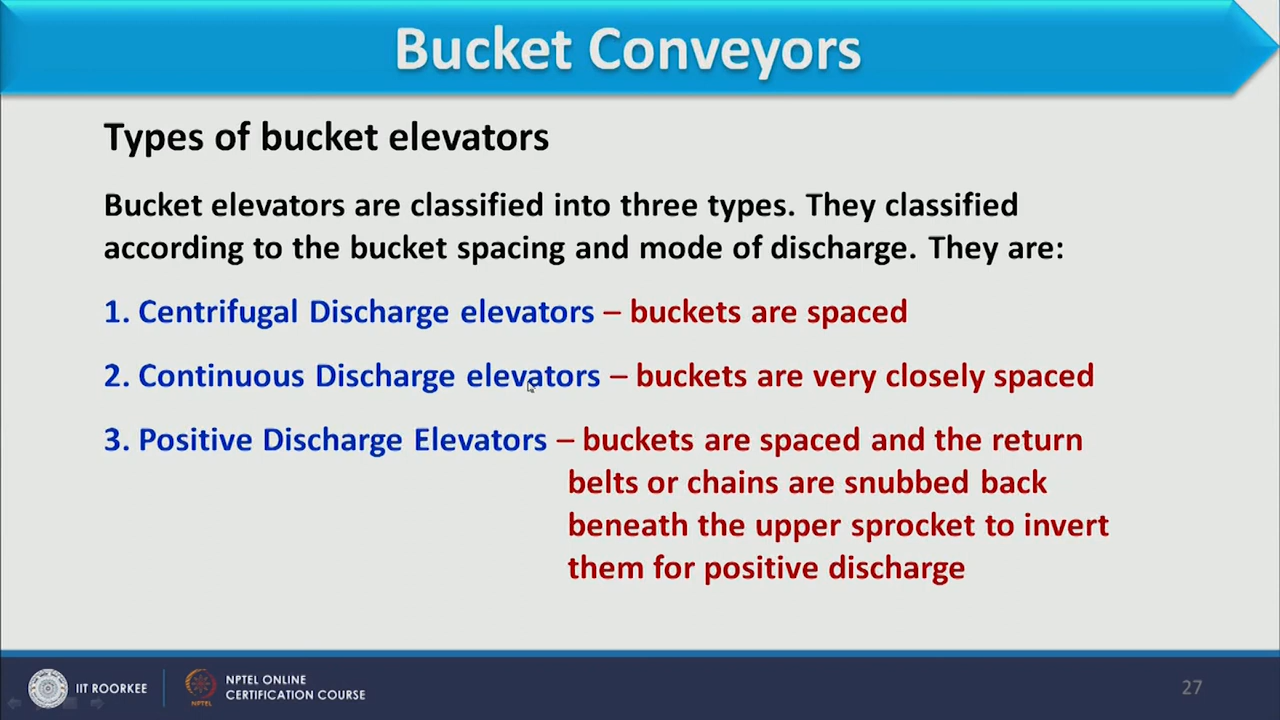 Bucket Conveyors
Types of bucket elevators
Bucket elevators are classified into three types. They classified
according to the bucket spacing and mode of discharge. They are:
1. Centrifugal Discharge elevators – buckets are spaced
2. Continuous Discharge elevators – buckets are very closely spaced
3. Positive Discharge Elevators – buckets are spaced and the return
belts or chains are snubbed back
beneath the upper sprocket to invert
them for positive discharge
IIT ROORKEE
NPTEL
NPTEL ONLINE
CERTIFICATION COURSE
27